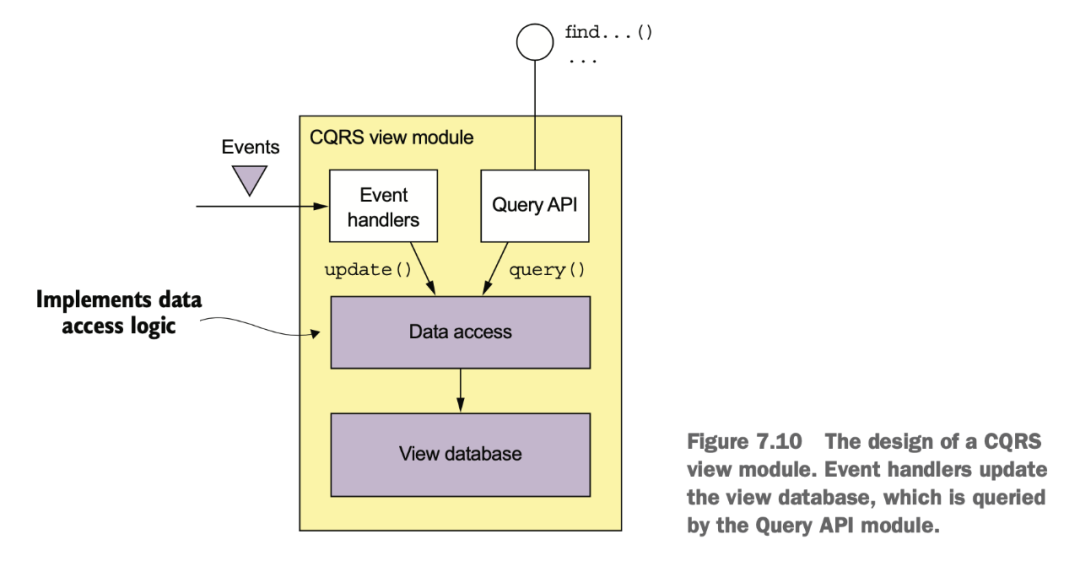 find...()
...
CQRS view module
Events
Event
handlers
Query API
update()
query()
Implements data
access logic
Data access
View database
Figure 7.10 The design of a CQRS
view module. Event handlers update
the view database, which is queried
by the Query API module.